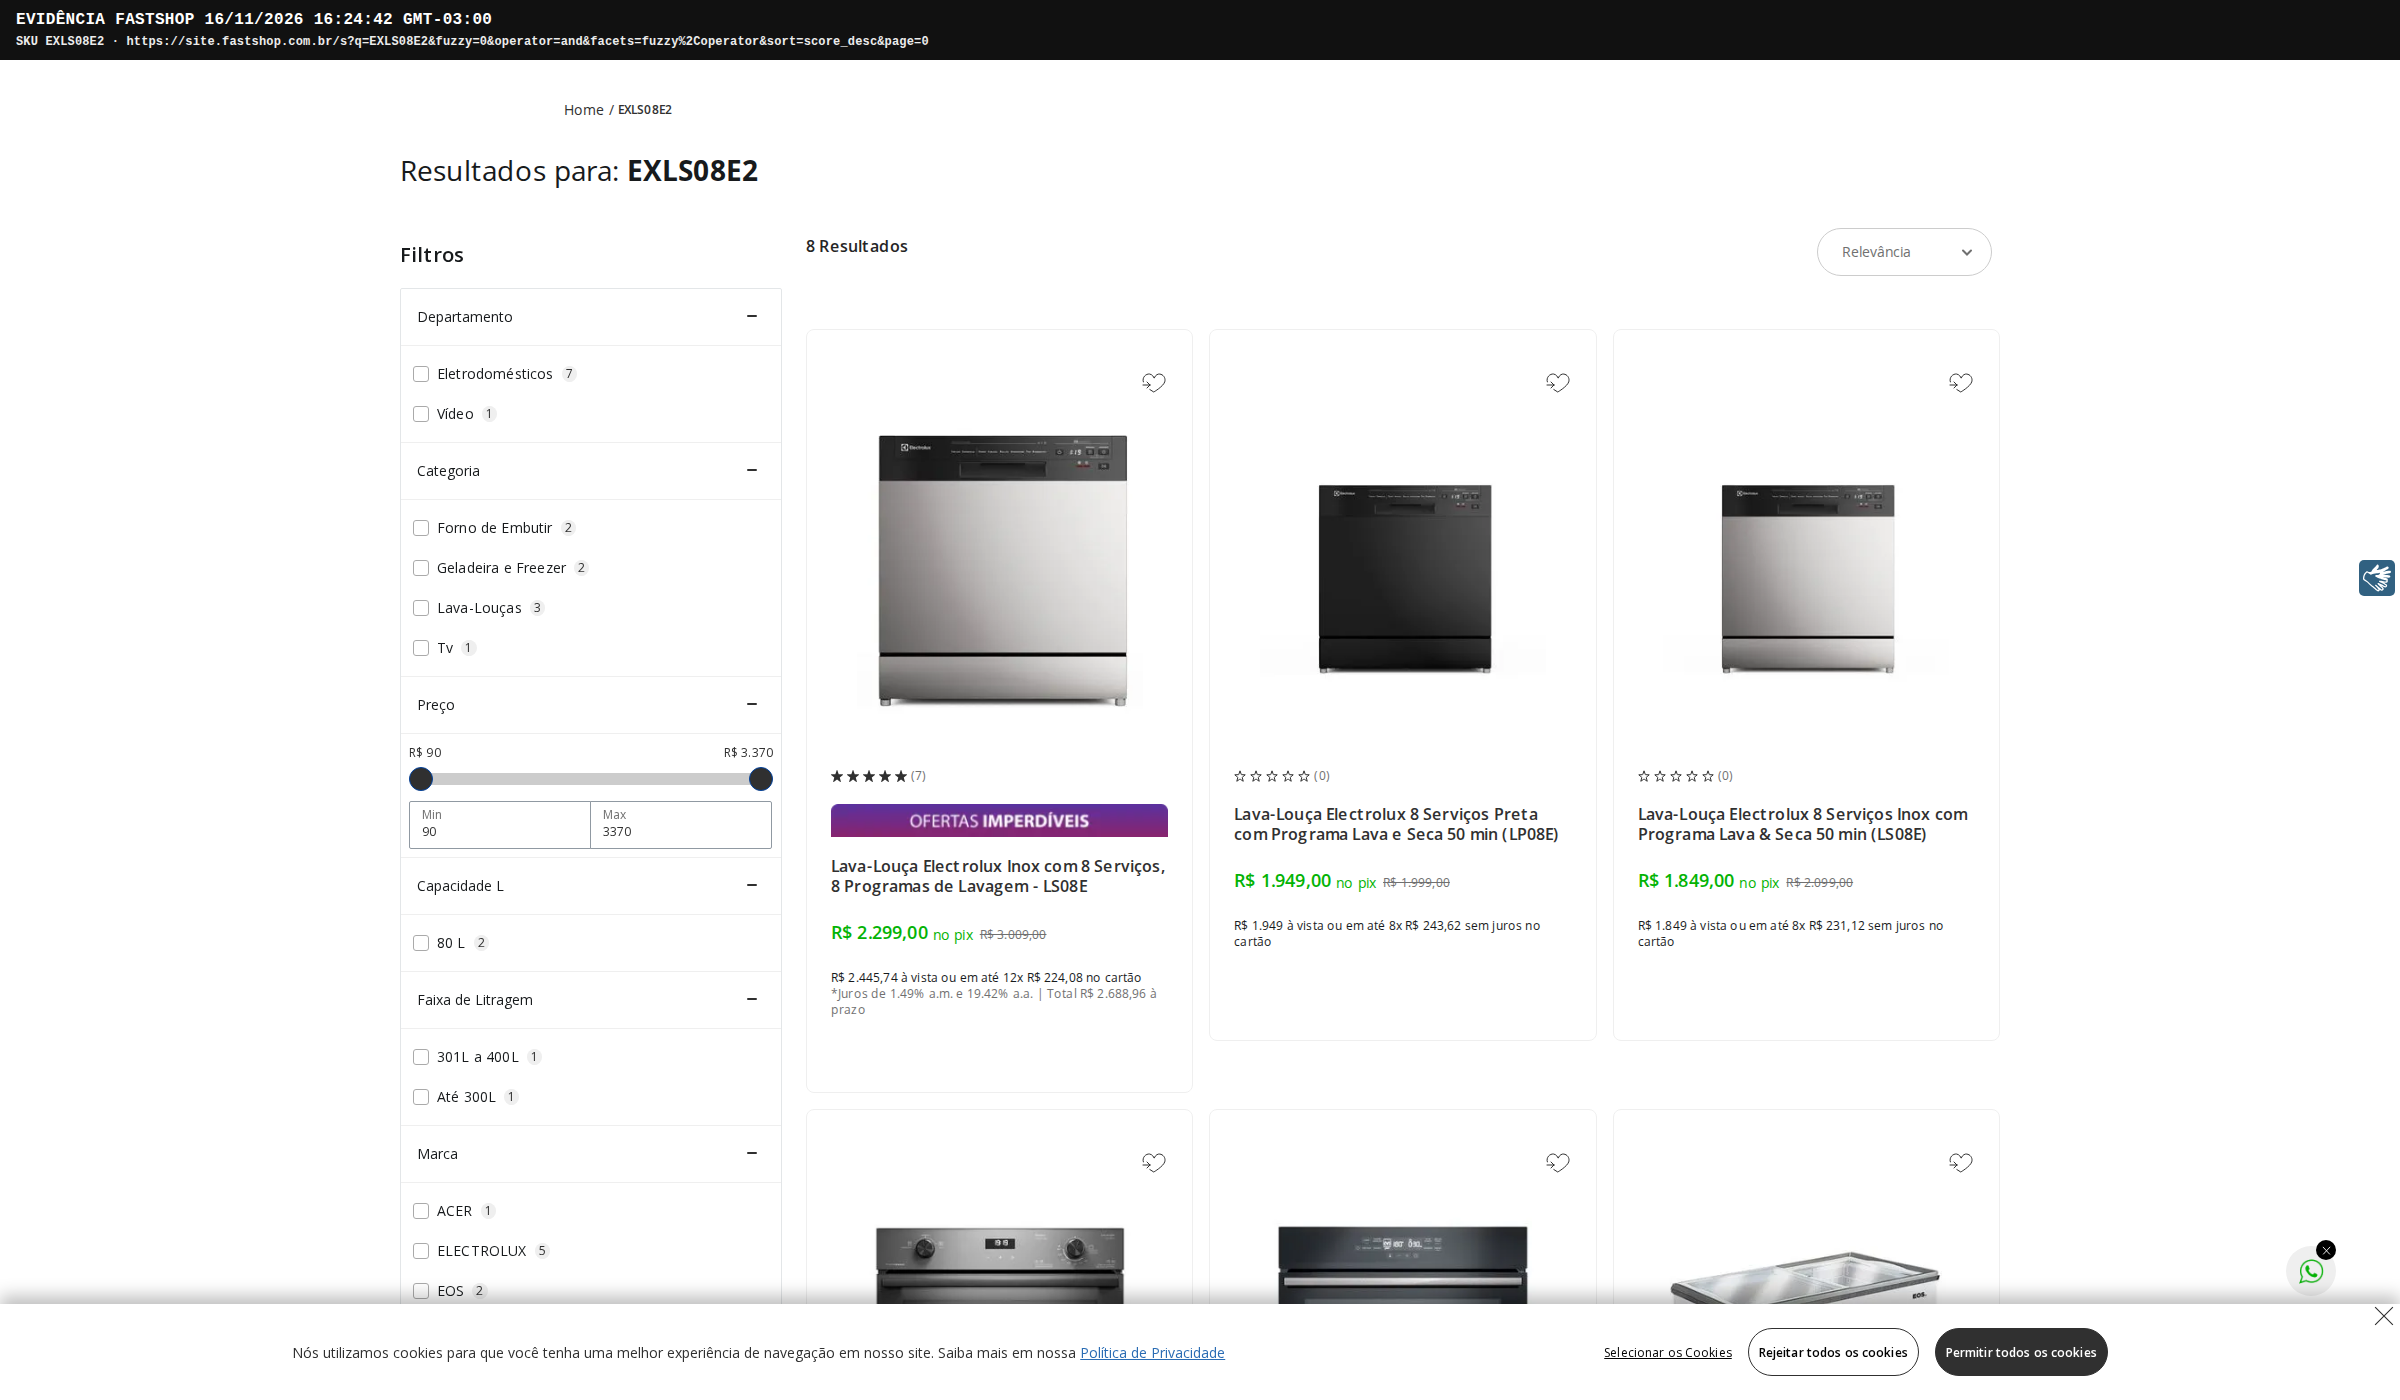 EVIDÊNCIA FASTSHOP 16/11/2026 16:24:42 GMT-03:00
SKU EXLS08E2 · https://site.fastshop.com.br/s?q=EXLS08E2&fuzzy=0&operator=and&facets=fuzzy%2Coperator&sort=score_desc&page=0
Home / EXLS08E2
Resultados para: EXLS08E2
Filtros
8 Resultados
Relevância
Departamento
Eletrodomésticos 7
Vídeo 1
Categoria
Forno de Embutir 2
Geladeira e Freezer 2
Lava-Louças 3
Tv 1
Preço
R$ 90 R$ 3.370
Min Max
90 3370
Capacidade L
80 L 2
Faixa de Litragem
301L a 400L 1
Até 300L 1
Marca
ACER 1
ELECTROLUX 5
EOS 2
Electrolux
(7)
OFERTAS IMPERDÍVEIS
Lava-Louça Electrolux Inox com 8 Serviços,
8 Programas de Lavagem - LS08E
R$ 2.299,00 no pix R$ 3.009,00
R$ 2.445,74 à vista ou em até 12x R$ 224,08 no cartão
*Juros de 1.49% a.m. e 19.42% a.a. | Total R$ 2.688,96 à
prazo
Electrolux
(0)
Lava-Louça Electrolux 8 Serviços Preta
com Programa Lava e Seca 50 min (LP08E)
R$ 1.949,00 no pix R$ 1.999,00
R$ 1.949 à vista ou em até 8x R$ 243,62 sem juros no
cartão
Electrolux
(0)
Lava-Louça Electrolux 8 Serviços Inox com
Programa Lava & Seca 50 min (LS08E)
R$ 1.849,00 no pix R$ 2.099,00
R$ 1.849 à vista ou em até 8x R$ 231,12 sem juros no
cartão
EOS
Nós utilizamos cookies para que você tenha uma melhor experiência de navegação em nosso site. Saiba mais em nossa Política de Privacidade
Selecionar os Cookies
Rejeitar todos os cookies
Permitir todos os cookies